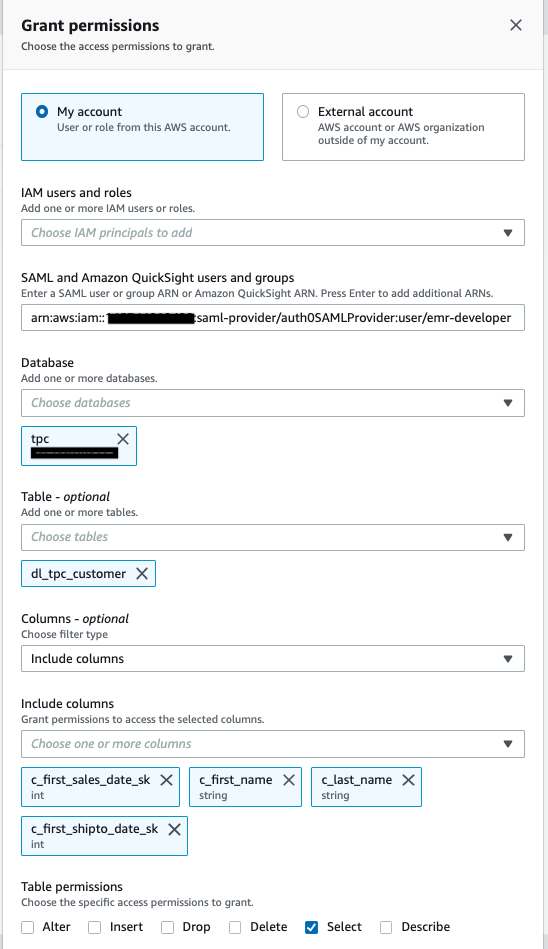 Grant permissions
Choose the access permissions to grant.
My account
User or role from this AWS account.
External account
AWS account or AWS organization
outside of my account.
IAM users and roles
Add one or more IAM users or roles.
Choose IAM principals to add
SAML and Amazon QuickSight users and groups
Enter a SAML user or group ARN or Amazon QuickSight ARN. Press Enter to add additional ARNs.
arn:aws:iam:: :saml-provider/auth0SAMLProvider:user/emr-developer
Database
Add one or more databases.
Choose databases
tpc
Table - optional
Add one or more tables.
Choose tables
dl_tpc_customer
Columns - optional
Choose filter type
Include columns
Include columns
Grant permissions to access the selected columns.
Choose one or more columns
c_first_sales_date_sk c_first_name c_last_name
int string string
c_first_shipto_date_sk
int
Table permissions
Choose the specific access permissions to grant.
Alter Insert Drop Delete Select Describe